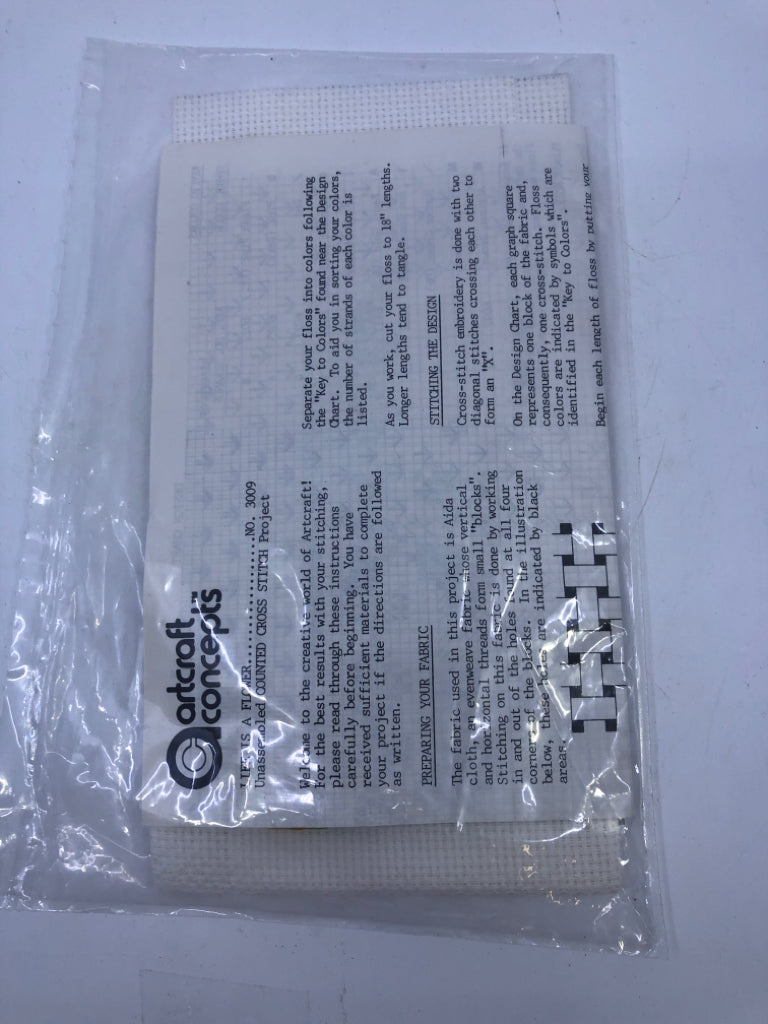 artcraft
concepts™
LIFE IS A FLOWER...............NO. 3009
Unassembled COUNTED CROSS STITCH Project
Welcome to the creative world of Artcraft!
For the best results with your stitching,
please read through these instructions
carefully before beginning. You have
received sufficient materials to complete
your project if the directions are followed
as written.
PREPARING YOUR FABRIC
The fabric used in this project is Aida
cloth, an evenweave fabric whose vertical
and horizontal threads form small "blocks".
Stitching on this fabric is done by working
in and out of the holes found at all four
corners of the blocks. In the illustration
below, these holes are indicated by black
areas.
Separate your floss into colors following
the "Key to Colors" found near the Design
Chart. To aid you in sorting your colors,
the number of strands of each color is
listed.
As you work, cut your floss to 18" lengths.
Longer lengths tend to tangle.
STITCHING THE DESIGN
Cross-stitch embroidery is done with two
diagonal stitches crossing each other to
form an "X".
On the Design Chart, each graph square
represents one block of the fabric and,
consequently, one cross-stitch. Floss
colors are indicated by symbols which are
identified in the "Key to Colors".
Begin each length of floss by putting your